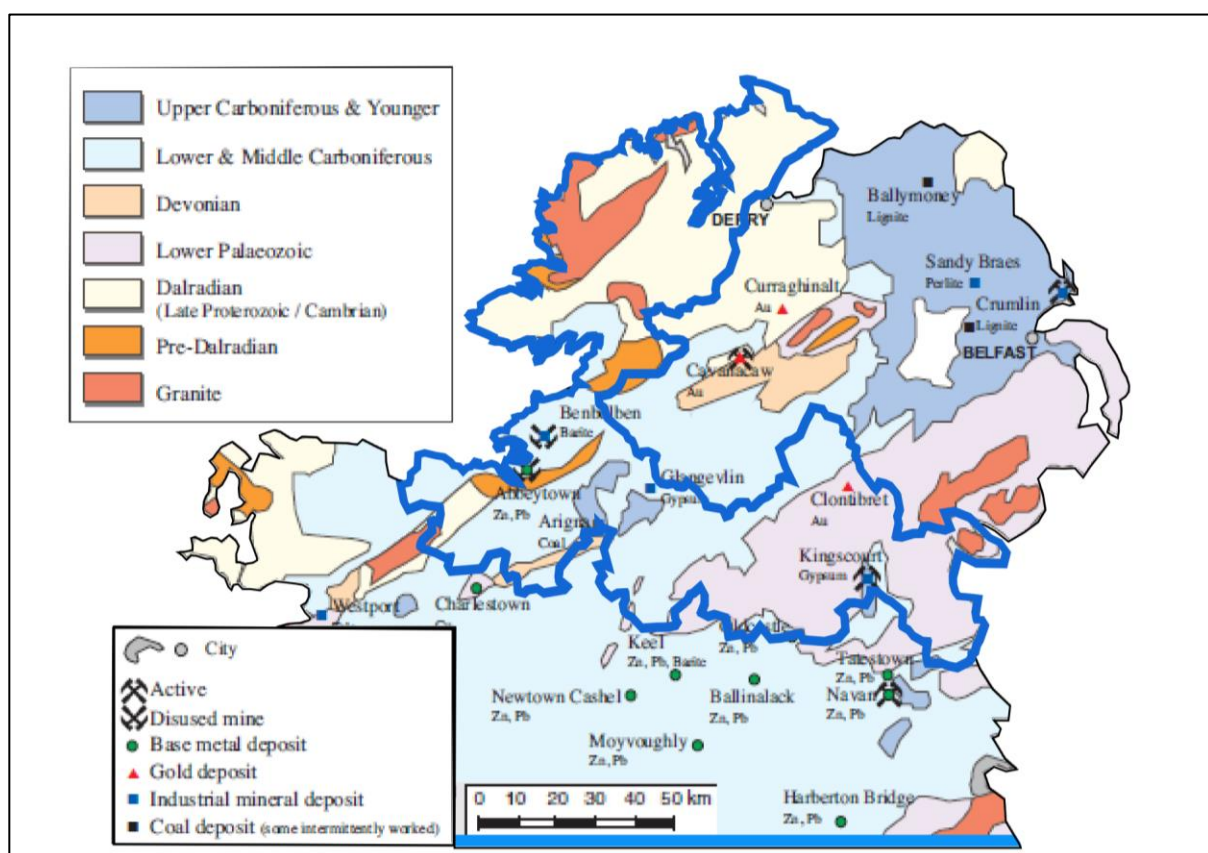 Upper Carboniferous & Younger
Lower & Middle Carboniferous
Devonian
Lower Palaeozoic
Dalradian
(Late Proterozoic / Cambrian)
Pre-Dalradian
Granite
DERRY
Ballymoney
Lignite
Sandy Braes
Perlite
Crumlin
Lignite
BELFAST
Curraghinalt
Au
Cavanacaw
Au
Benbulben
Barite
Abbeytown
Zn, Pb
Glangevlin
Gypsum
Arigna
Coal
Clontibret
Au
Kingscourt
Gypsum
Westport
Charlestown
Keel
Zn, Pb, Barite
Zn, Pb
Tatestown
Zn, Pb
Navan
Zn, Pb
Newtown Cashel
Zn, Pb
Ballinalack
Zn, Pb
Moyvoughly
Zn, Pb
Harberton Bridge
Zn, Pb
City
Active
Disused mine
Base metal deposit
Gold deposit
Industrial mineral deposit
Coal deposit (some intermittently worked)
0 10 20 30 40 50 km